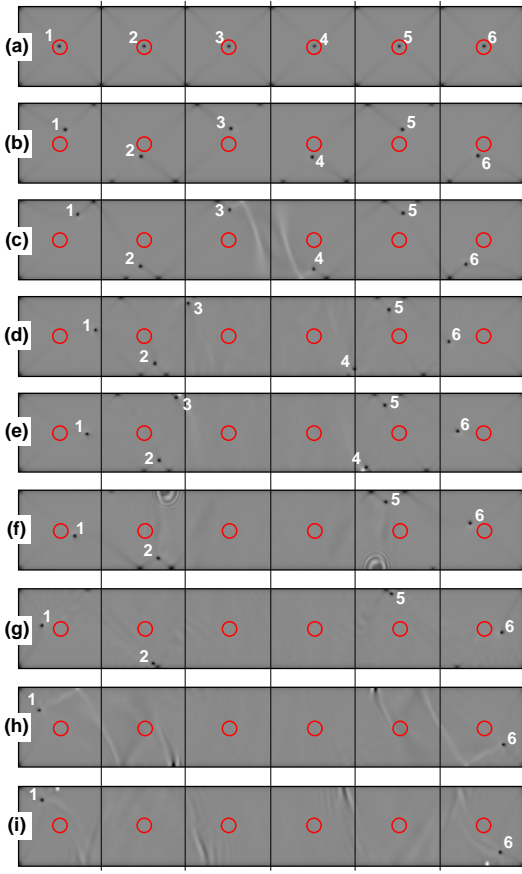 (a) 1 2 3 4 5 6
(b) 1 2 3 4 5 6
(c) 1 2 3 4 5 6
(d) 1 2 3 4 5 6
(e) 1 2 3 4 5 6
(f) 1 2 5 6
(g) 1 2 5 6
(h) 1 6
(i) 1 6